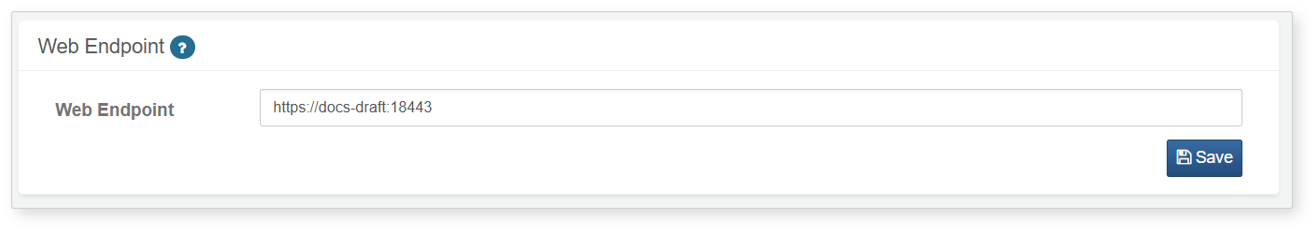 Web Endpoint ?
Web Endpoint
https://docs-draft:18443
Save